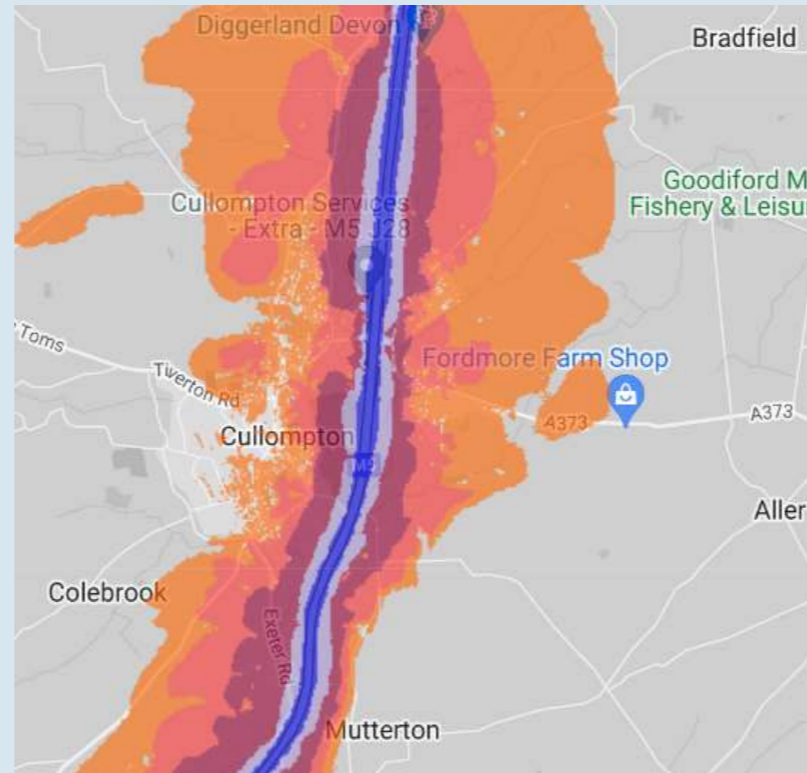 Diggerland Devon
Bradfield
Goodiford M
Fishery & Leisu
Cullompton Services
- Extra - M5 J28
Toms
Tiverton Rd
Fordmore Farm Shop
A373
A373
Cullompton
M5
Aller
Colebrook
Exeter Rd
Mutterton